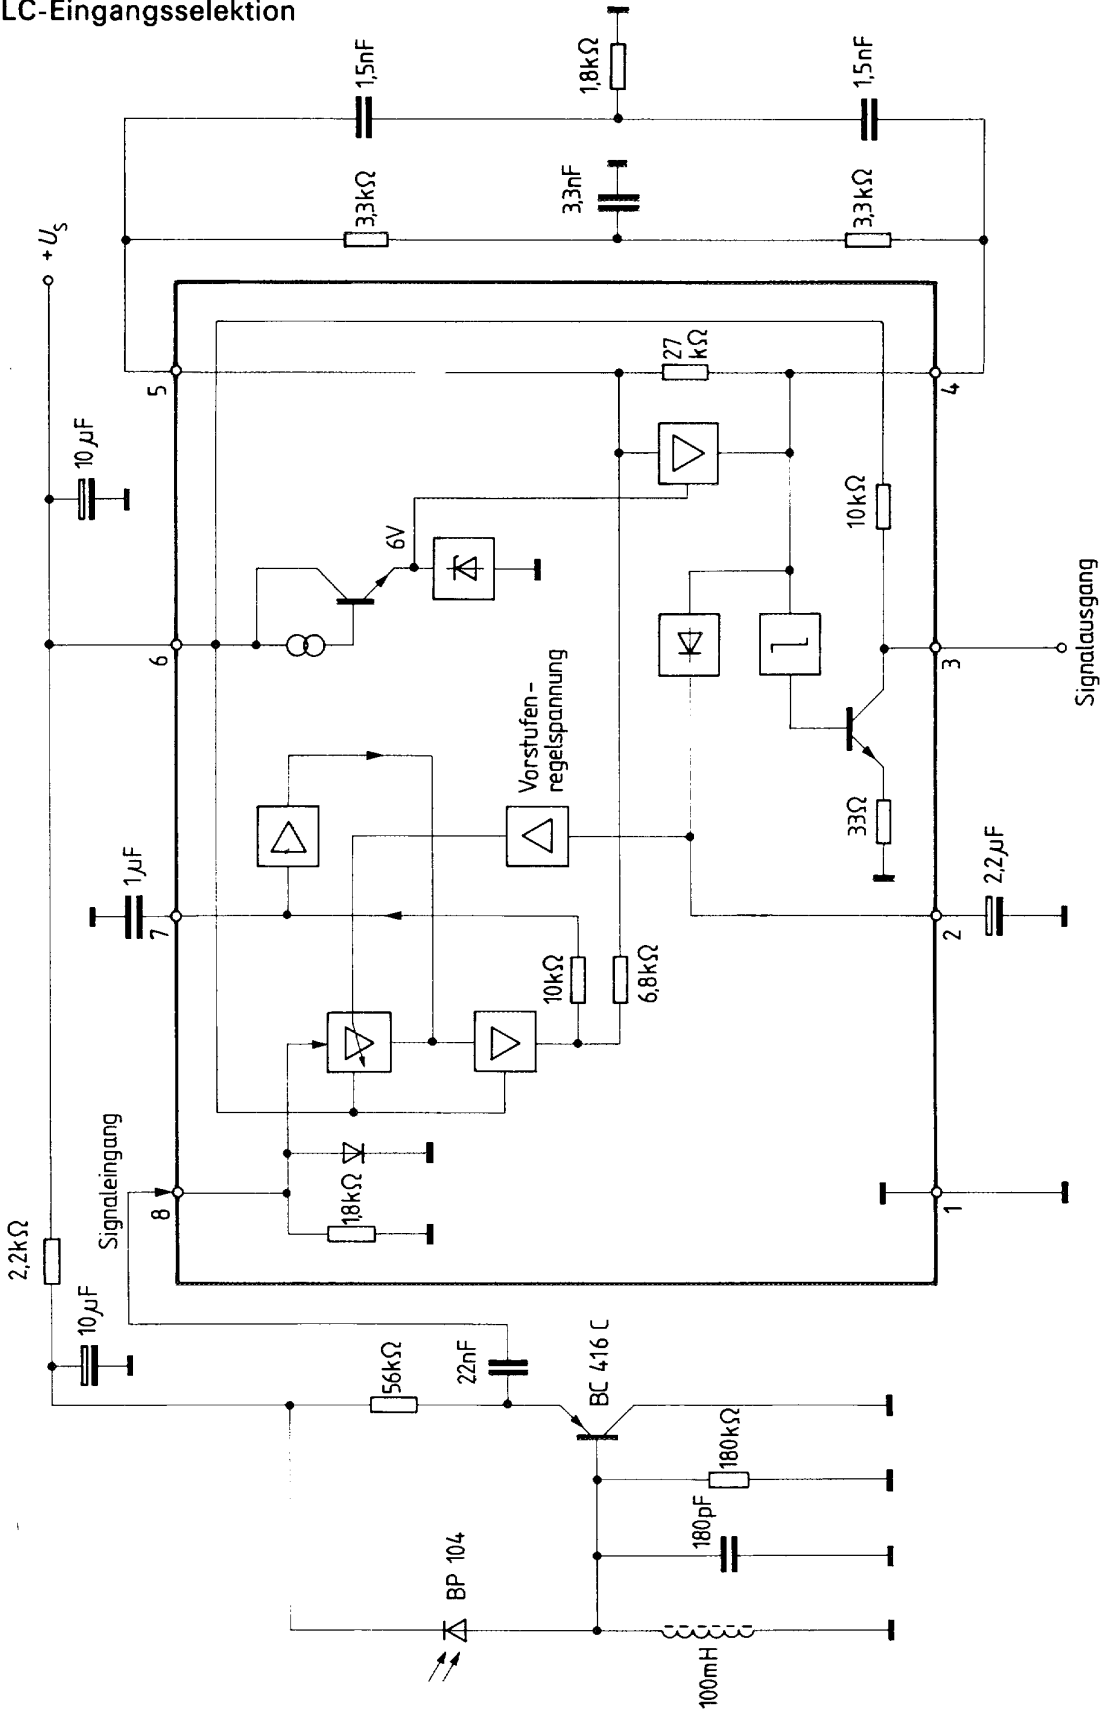 LC-Eingangsselektion
1,5nF
1,8kΩ
1,5nF
3,3kΩ
3,3nF
3,3kΩ
+U_S
10µF
5
27
kΩ
4
6V
10kΩ
6
3
Signalausgang
Vorstufen-
regelspannung
33Ω
1µF
7
10kΩ
6,8kΩ
2
2,2µF
Signaleingang
8
1,8kΩ
1
2,2kΩ
10µF
56kΩ
22nF
BC 416 C
180kΩ
180pF
BP 104
100mH